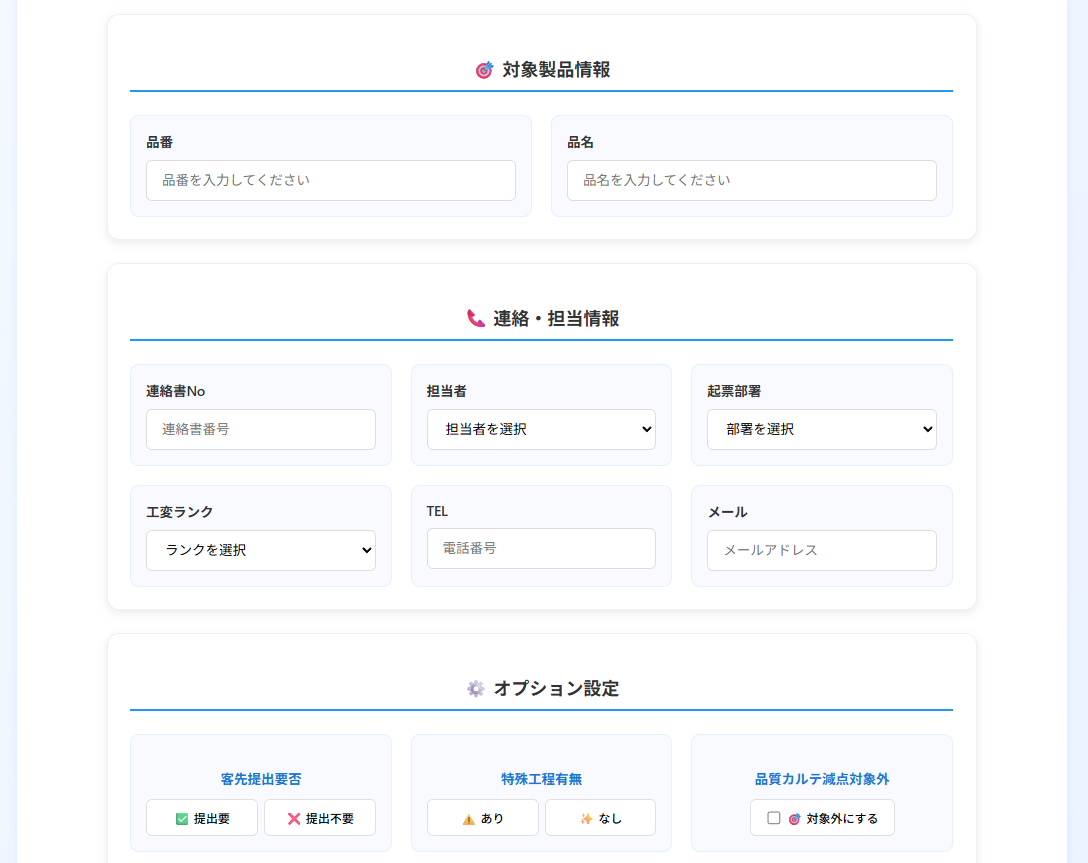 🎯 対象製品情報
品番
品名
品番を入力してください
品名を入力してください
📞 連絡・担当情報
連絡書No
担当者
起票部署
連絡書番号
担当者を選択
部署を選択
工変ランク
TEL
メール
ランクを選択
電話番号
メールアドレス
⚙️ オプション設定
客先提出要否
特殊工程有無
品質カルテ減点対象外
✅ 提出要
❌ 提出不要
⚠️ あり
✨ なし
🎯 対象外にする